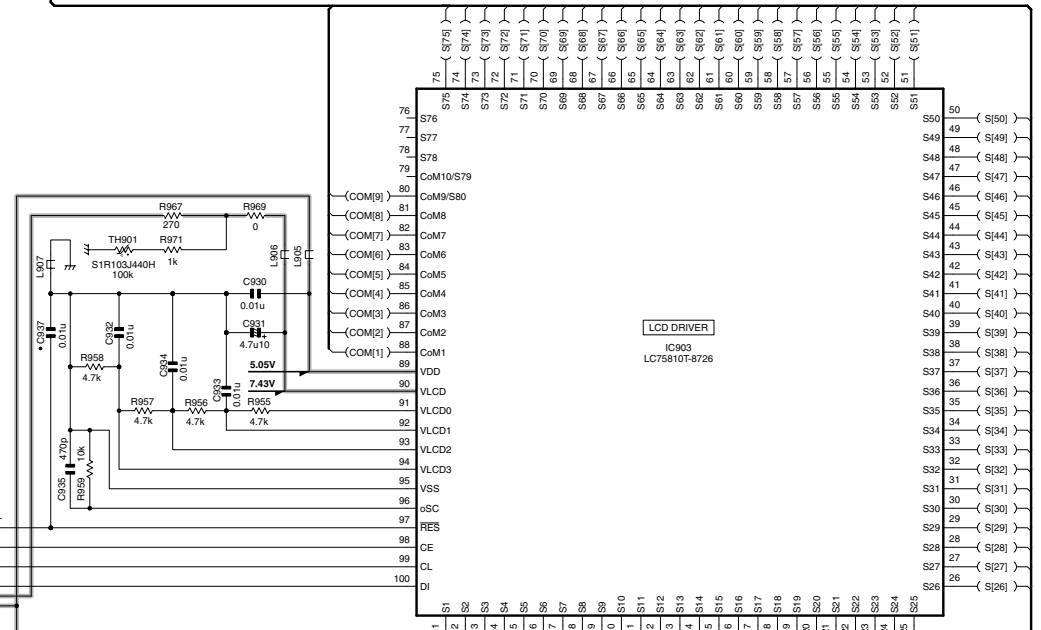 S[75] S[74] S[73] S[72] S[71] S[70] S[69] S[68] S[67] S[66] S[65] S[64] S[63] S[62] S[61] S[60] S[59] S[58] S[57] S[56] S[55] S[54] S[53] S[52] S[51]
75 74 73 72 71 70 69 68 67 66 65 64 63 62 61 60 59 58 57 56 55 54 53 52 51
S75 S74 S73 S72 S71 S70 S69 S68 S67 S66 S65 S64 S63 S62 S61 S60 S59 S58 S57 S56 S55 S54 S53 S52 S51
76 S76
77 S77
78 S78
79 CoM10/S79
(COM[9]) 80 CoM9/S80
(COM[8]) 81 CoM8
(COM[7]) 82 CoM7
(COM[6]) 83 CoM6
(COM[5]) 84 CoM5
(COM[4]) 85 CoM4
(COM[3]) 86 CoM3
(COM[2]) 87 CoM2
(COM[1]) 88 CoM1
89 VDD
90 VLCD
91 VLCD0
92 VLCD1
93 VLCD2
94 VLCD3
95 VSS
96 oSC
97 RES
98 CE
99 CL
100 DI
R967
270
R969
0
TH901
S1R103J440H
100k
R971
1k
L907
L906
L905
C930
0.01u
C931
4.7u10
C937
0.01u
C932
0.01u
C934
0.01u
C933
0.01u
R958
4.7k
5.05V
7.43V
R957
4.7k
R956
4.7k
R955
4.7k
C935
470p
R959
10k
LCD DRIVER
IC903
LC75810T-8726
S50 50 S[50]
S49 49 S[49]
S48 48 S[48]
S47 47 S[47]
S46 46 S[46]
S45 45 S[45]
S44 44 S[44]
S43 43 S[43]
S42 42 S[42]
S41 41 S[41]
S40 40 S[40]
S39 39 S[39]
S38 38 S[38]
S37 37 S[37]
S36 36 S[36]
S35 35 S[35]
S34 34 S[34]
S33 33 S[33]
S32 32 S[32]
S31 31 S[31]
S30 30 S[30]
S29 29 S[29]
S28 28 S[28]
S27 27 S[27]
S26 26 S[26]
S1 S2 S3 S4 S5 S6 S7 S8 S9 S10 S11 S12 S13 S14 S15 S16 S17 S18 S19 S20 S21 S22 S23 S24 S25